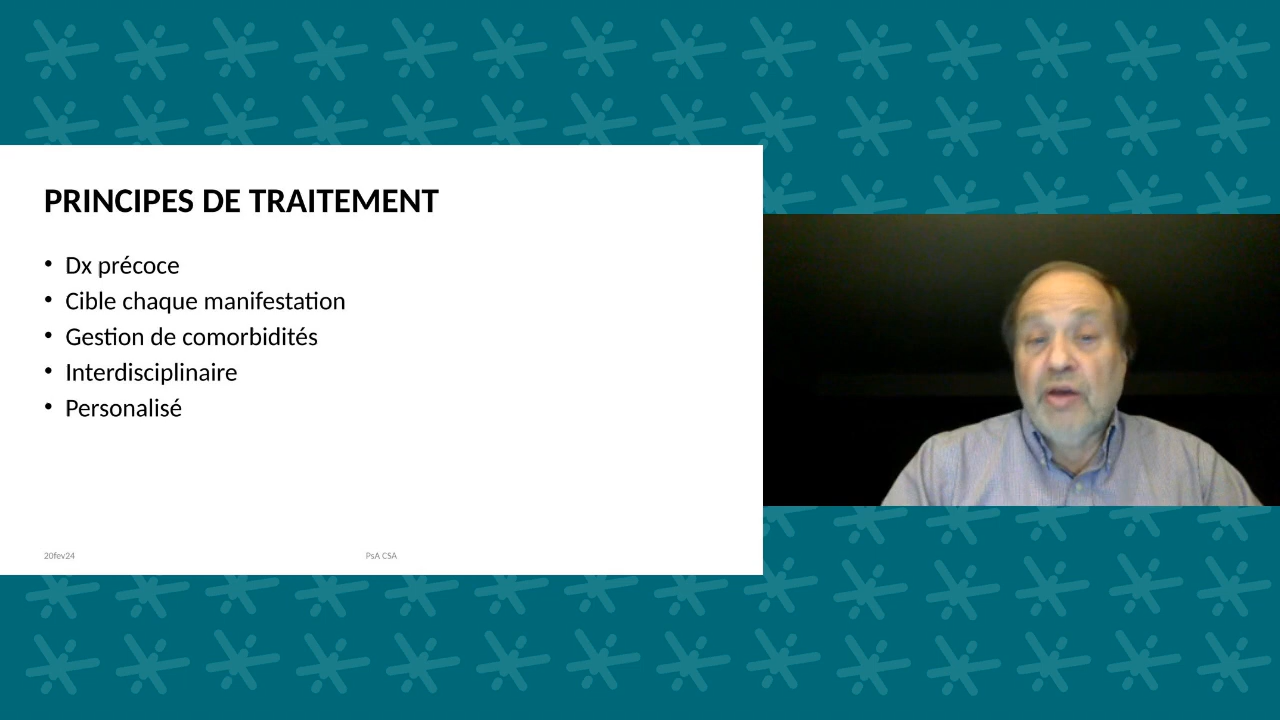 PRINCIPES DE TRAITEMENT
• Dx précoce
• Cible chaque manifestation
• Gestion de comorbidités
• Interdisciplinaire
• Personalisé
20fev24
PsA CSA